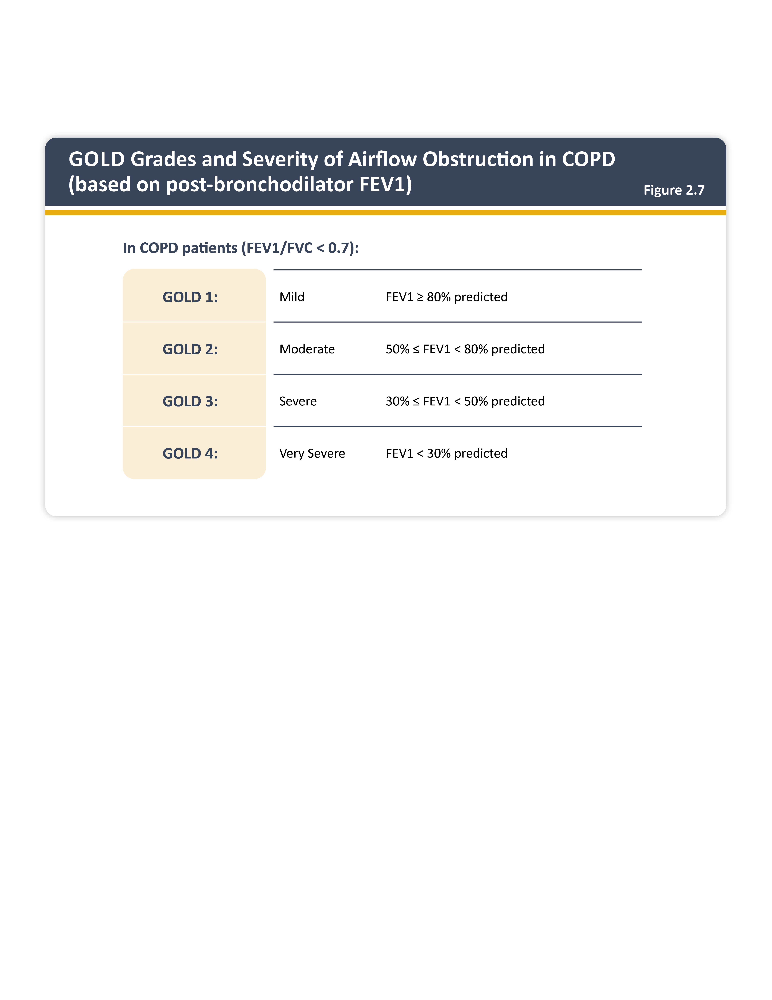 GOLD Grades and Severity of Airflow Obstruction in COPD
(based on post-bronchodilator FEV1)
Figure 2.7
In COPD patients (FEV1/FVC < 0.7):
GOLD 1: Mild FEV1 ≥ 80% predicted
GOLD 2: Moderate 50% ≤ FEV1 < 80% predicted
GOLD 3: Severe 30% ≤ FEV1 < 50% predicted
GOLD 4: Very Severe FEV1 < 30% predicted